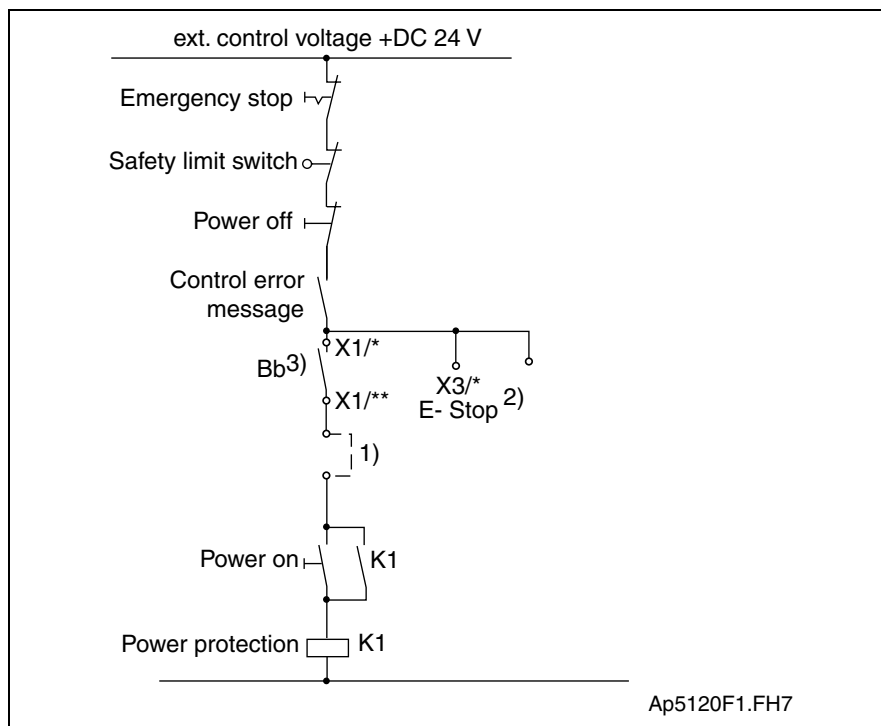 ext. control voltage +DC 24 V
Emergency stop
Safety limit switch
Power off
Control error
message
X1/*
Bb3)
X3/*
E- Stop 2)
X1/**
1)
Power on
K1
Power protection
K1
Ap5120F1.FH7